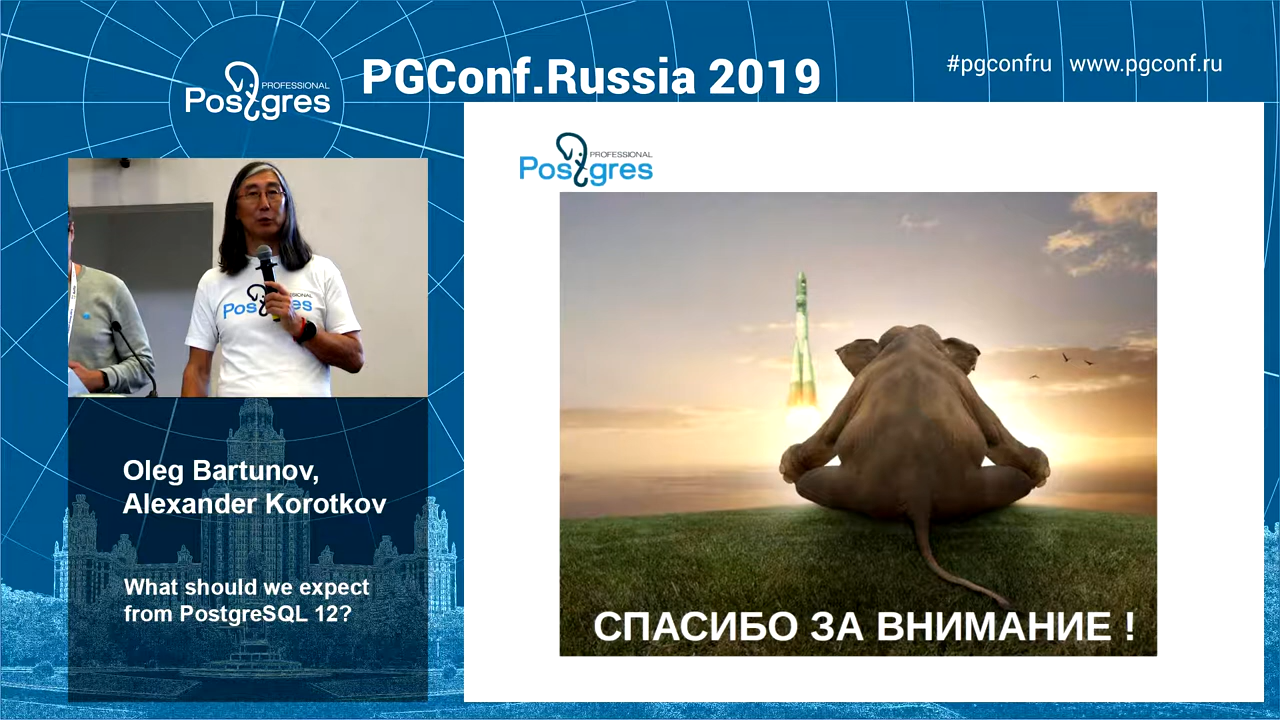 PROFESSIONAL
Postgres
PGConf.Russia 2019
#pgconfru www.pgconf.ru
PROFESSIONAL
Postgres
Postgres
Oleg Bartunov,
Alexander Korotkov
What should we expect
from PostgreSQL 12?
СПАСИБО ЗА ВНИМАНИЕ !